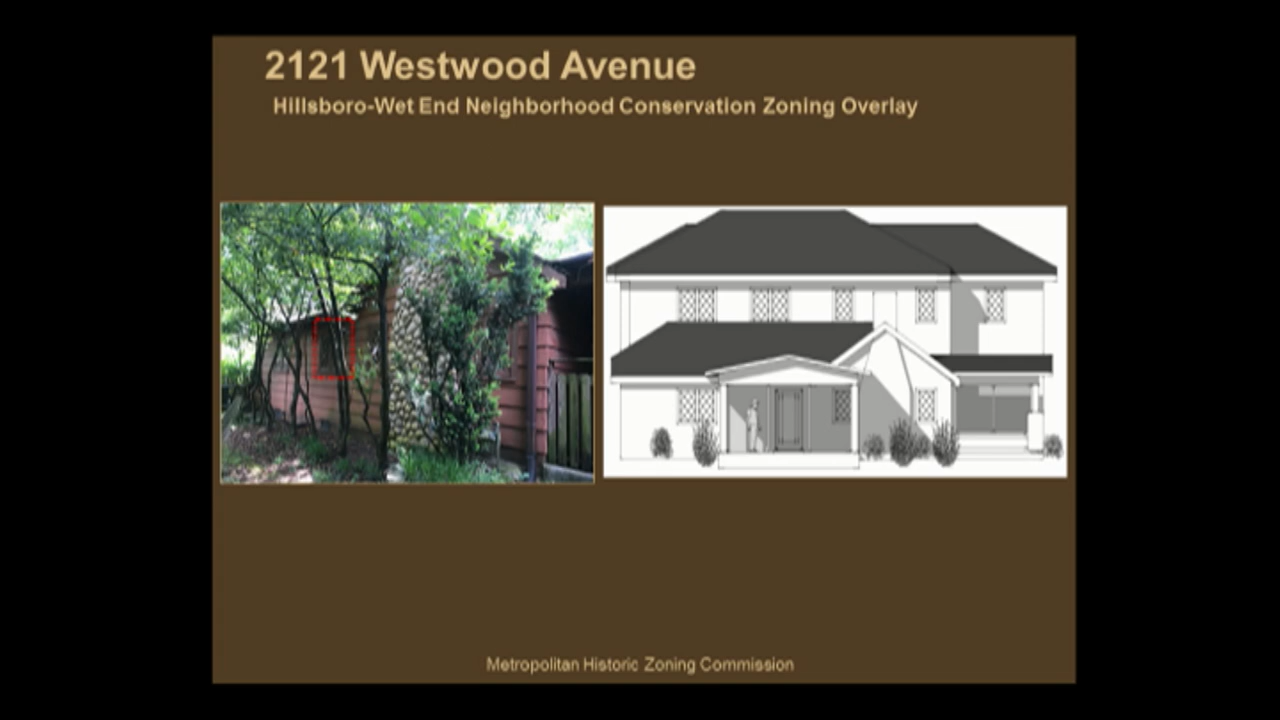 2121 Westwood Avenue
Hillsboro-Wet End Neighborhood Conservation Zoning Overlay
Metropolitan Historic Zoning Commission